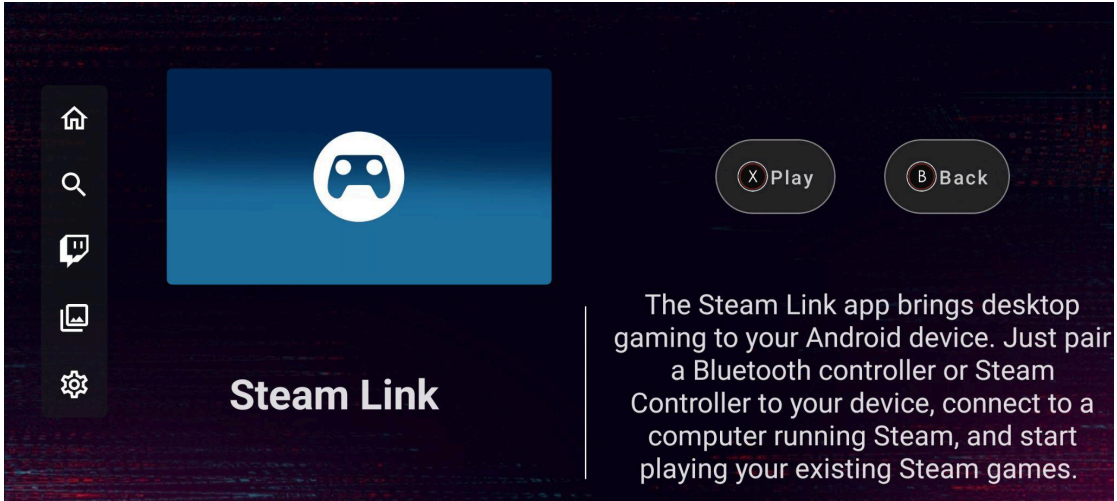 X Play
B Back
Steam Link
The Steam Link app brings desktop
gaming to your Android device. Just pair
a Bluetooth controller or Steam
Controller to your device, connect to a
computer running Steam, and start
playing your existing Steam games.